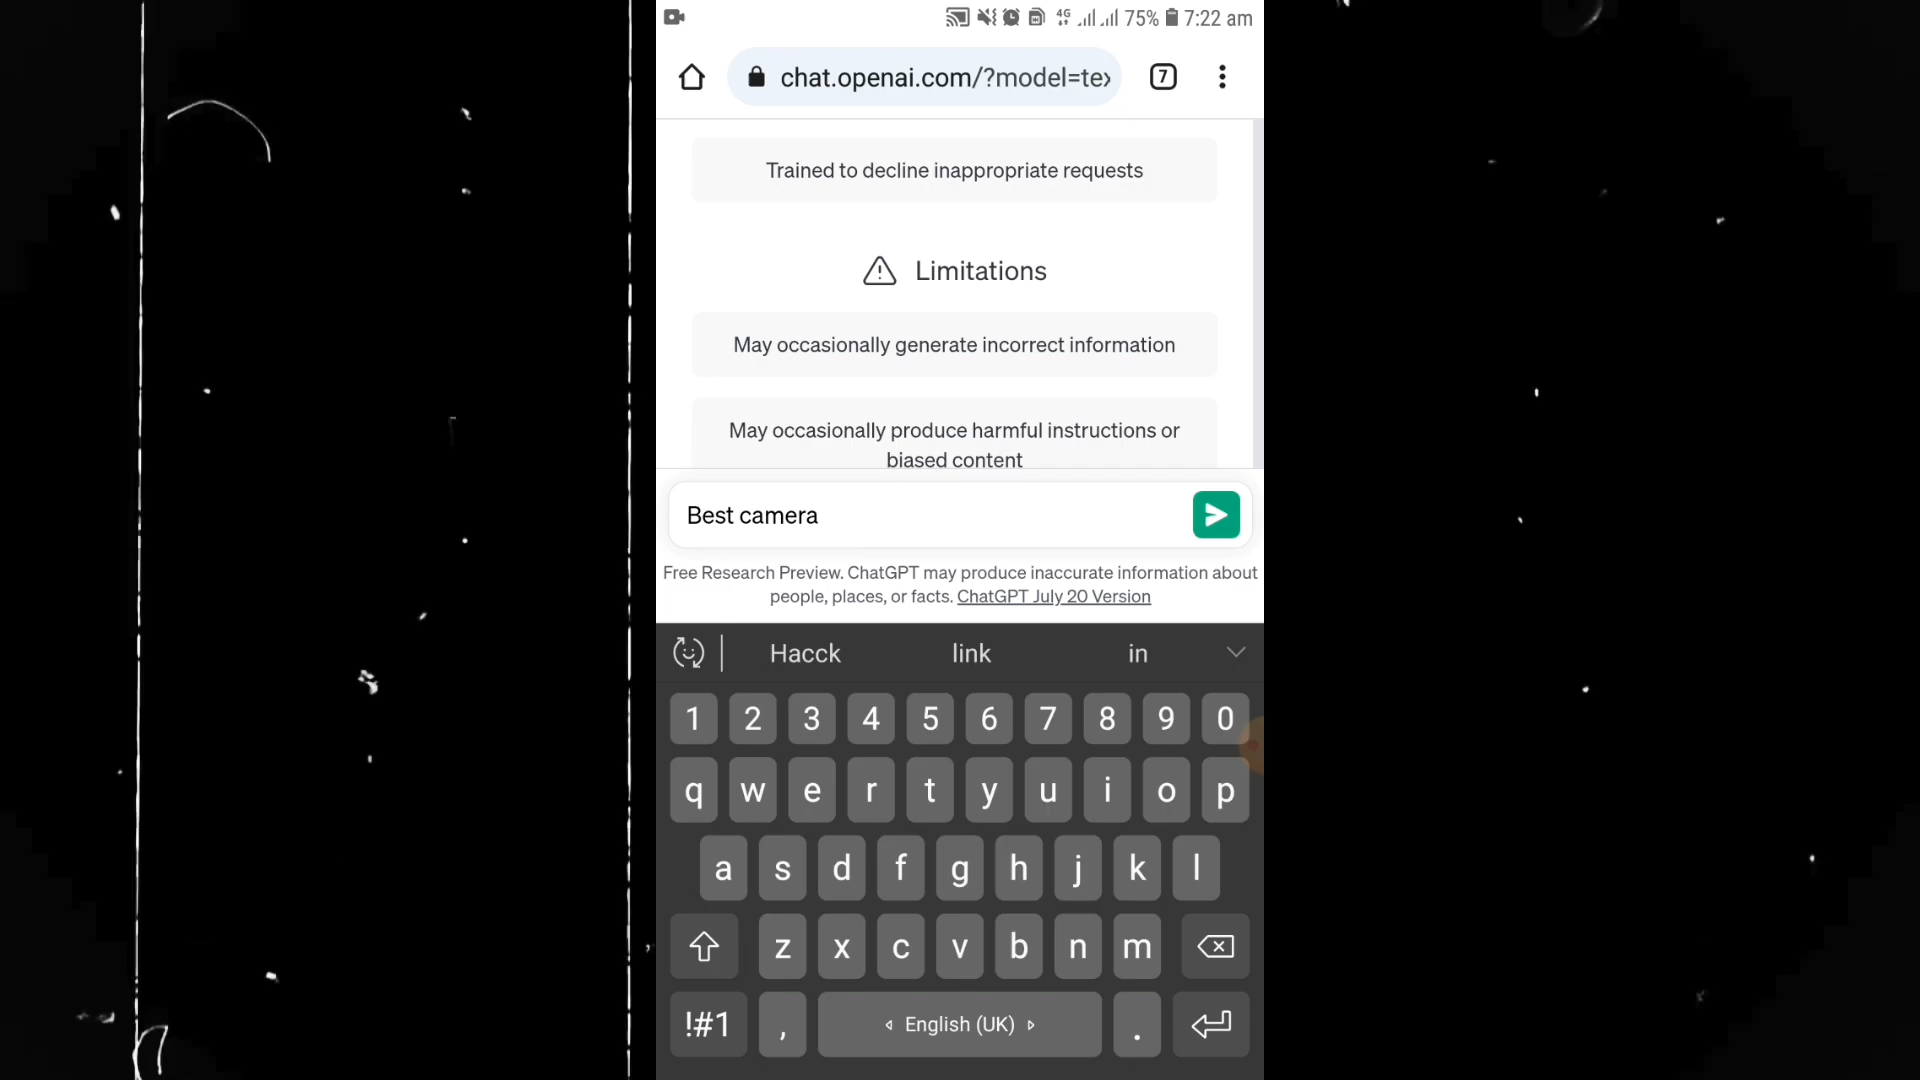 4G 75% 7:22 am
chat.openai.com/?model=tex
7
Trained to decline inappropriate requests
Limitations
May occasionally generate incorrect information
May occasionally produce harmful instructions or
biased content
Best camera
Free Research Preview. ChatGPT may produce inaccurate information about
people, places, or facts. ChatGPT July 20 Version
Hacck link in
1 2 3 4 5 6 7 8 9 0
q w e r t y u i o p
a s d f g h j k l
z x c v b n m
!#1 , English (UK) .